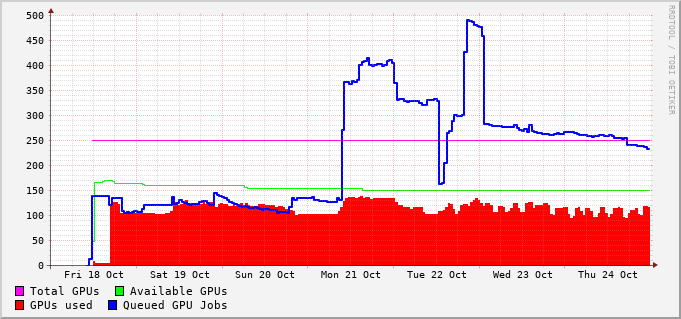 500
450
400
350
300
250
200
150
100
50
0
Fri 18 Oct Sat 19 Oct Sun 20 Oct Mon 21 Oct Tue 22 Oct Wed 23 Oct Thu 24 Oct
Total GPUs Available GPUs
GPUs used Queued GPU Jobs
RRDTOOL / TOBI OETIKER